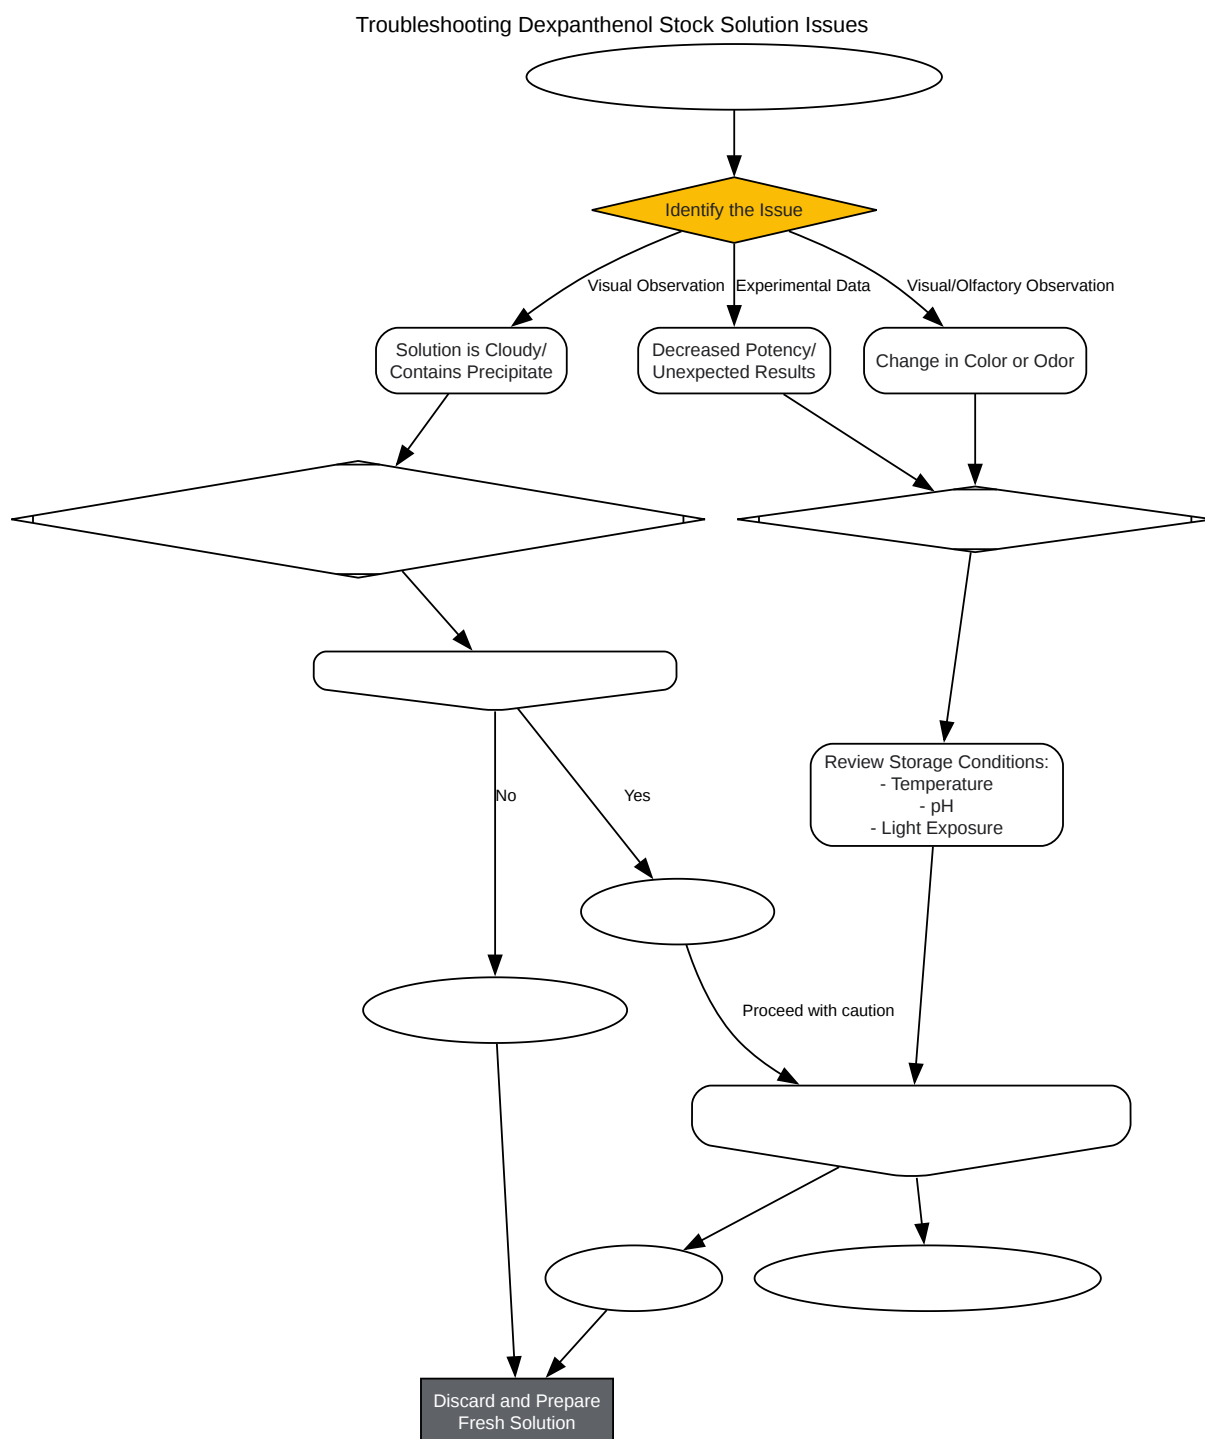 Troubleshooting Dexpanthenol Stock Solution Issues
Identify the Issue
Visual Observation
Experimental Data
Visual/Olfactory Observation
Solution is Cloudy/
Contains Precipitate
Decreased Potency/
Unexpected Results
Change in Color or Odor
Review Storage Conditions:
- Temperature
- pH
- Light Exposure
No
Yes
Proceed with caution
Discard and Prepare
Fresh Solution